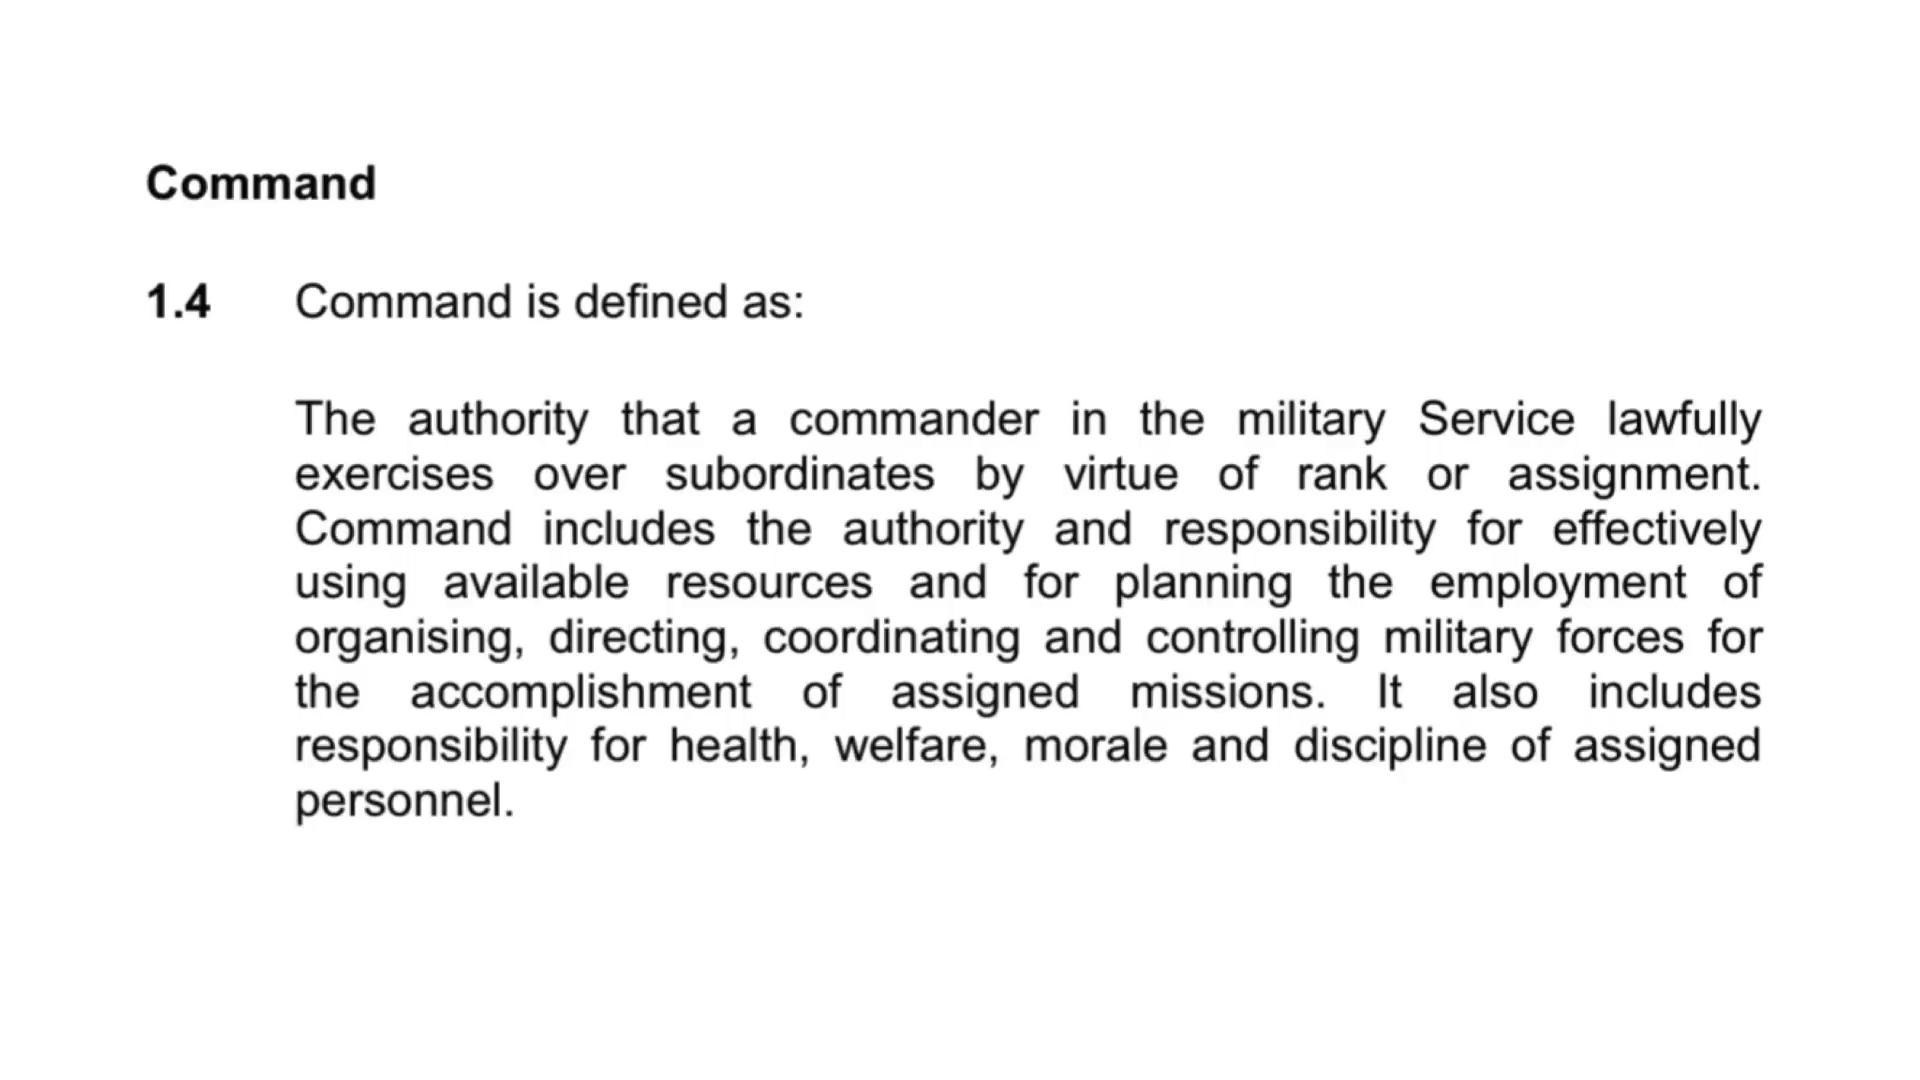 Command
1.4 Command is defined as:
The authority that a commander in the military Service lawfully
exercises over subordinates by virtue of rank or assignment.
Command includes the authority and responsibility for effectively
using available resources and for planning the employment of
organising, directing, coordinating and controlling military forces for
the accomplishment of assigned missions. It also includes
responsibility for health, welfare, morale and discipline of assigned
personnel.